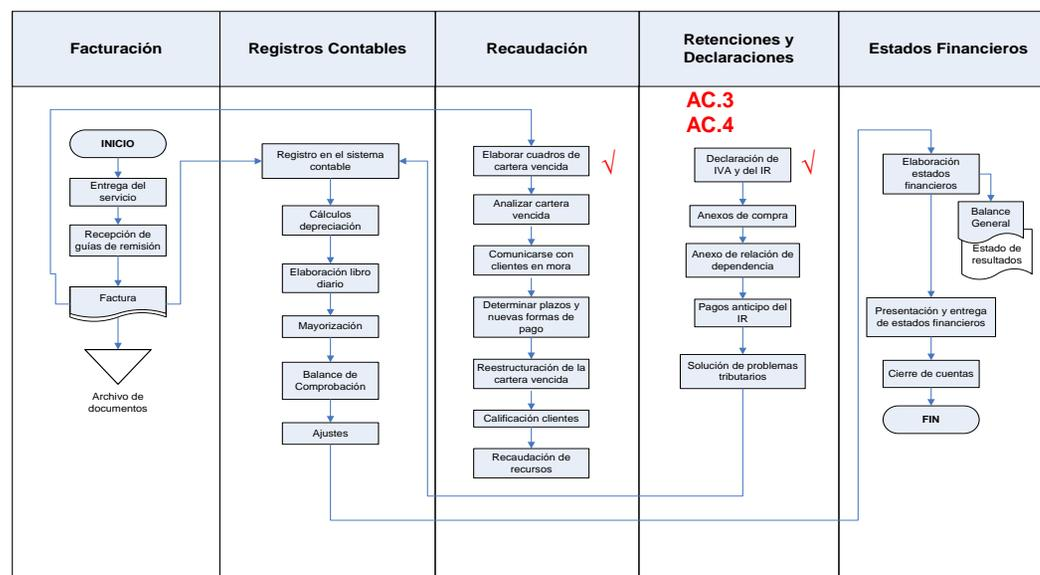 Facturación
Registros Contables
Recaudación
Retenciones y
Declaraciones
Estados Financieros
INICIO
Entrega del
servicio
Recepción de
guías de remisión
Factura
Archivo de
documentos
Registro en el sistema
contable
Cálculos
depreciación
Elaboración libro
diario
Mayorización
Balance de
Comprobación
Ajustes
Elaborar cuadros de
cartera vencida
√
Analizar cartera
vencida
Comunicarse con
clientes en mora
Determinar plazos y
nuevas formas de
pago
Reestructuración de la
cartera vencida
Calificación clientes
Recaudación de
recursos
AC.3
AC.4
Declaración de
IVA y del IR
√
Anexos de compra
Anexo de relación de
dependencia
Pagos anticipo del
IR
Solución de problemas
tributarios
Elaboración
estados
financieros
Balance
General
Estado de
resultados
Presentación y entrega
de estados financieros
Cierre de cuentas
FIN